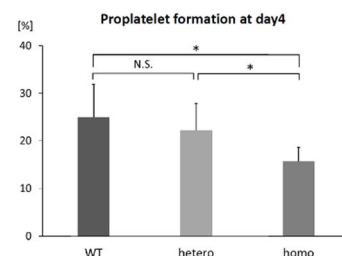 Proplatelet formation at day4
[%]
40
*
N.S.
*
30
20
10
0
WT hetero homo